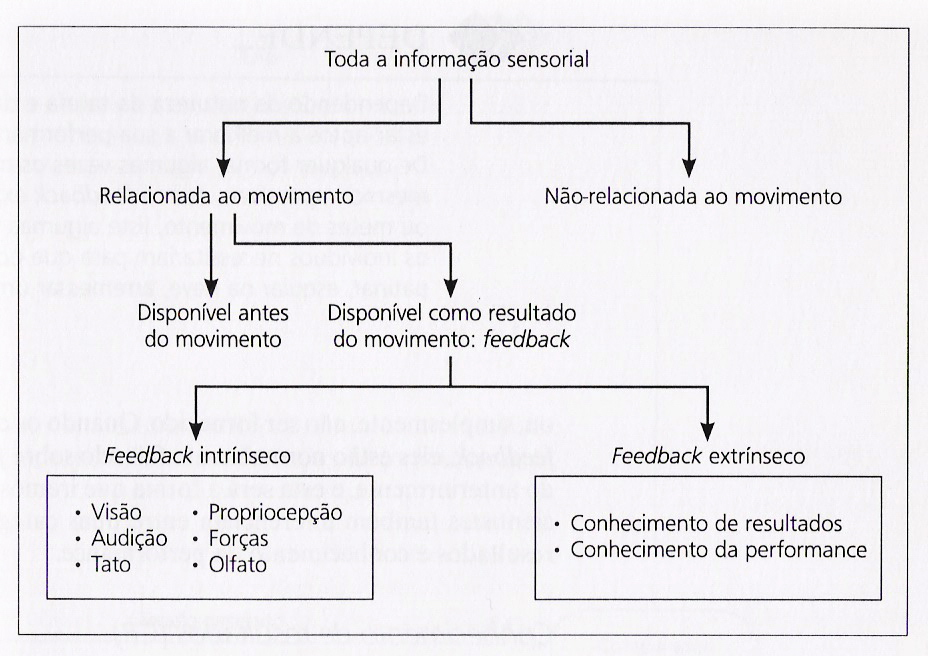 Toda a informação sensorial
Relacionada ao movimento
Não-relacionada ao movimento
Disponível antes
do movimento
Disponível como resultado
do movimento: feedback
Feedback intrínseco
Feedback extrínseco
• Visão
• Audição
• Tato
• Propriocepção
• Forças
• Olfato
• Conhecimento de resultados
• Conhecimento da performance